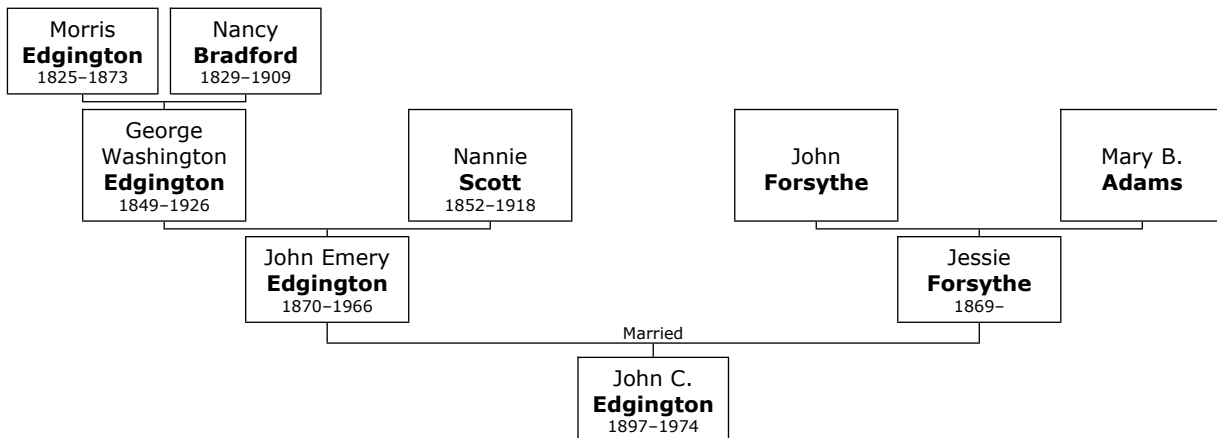 Morris
Edgington
1825–1873
Nancy
Bradford
1829–1909
George
Washington
Edgington
1849–1926
Nannie
Scott
1852–1918
John
Forsythe
Mary B.
Adams
John Emery
Edgington
1870–1966
Jessie
Forsythe
1869–
Married
John C.
Edgington
1897–1974